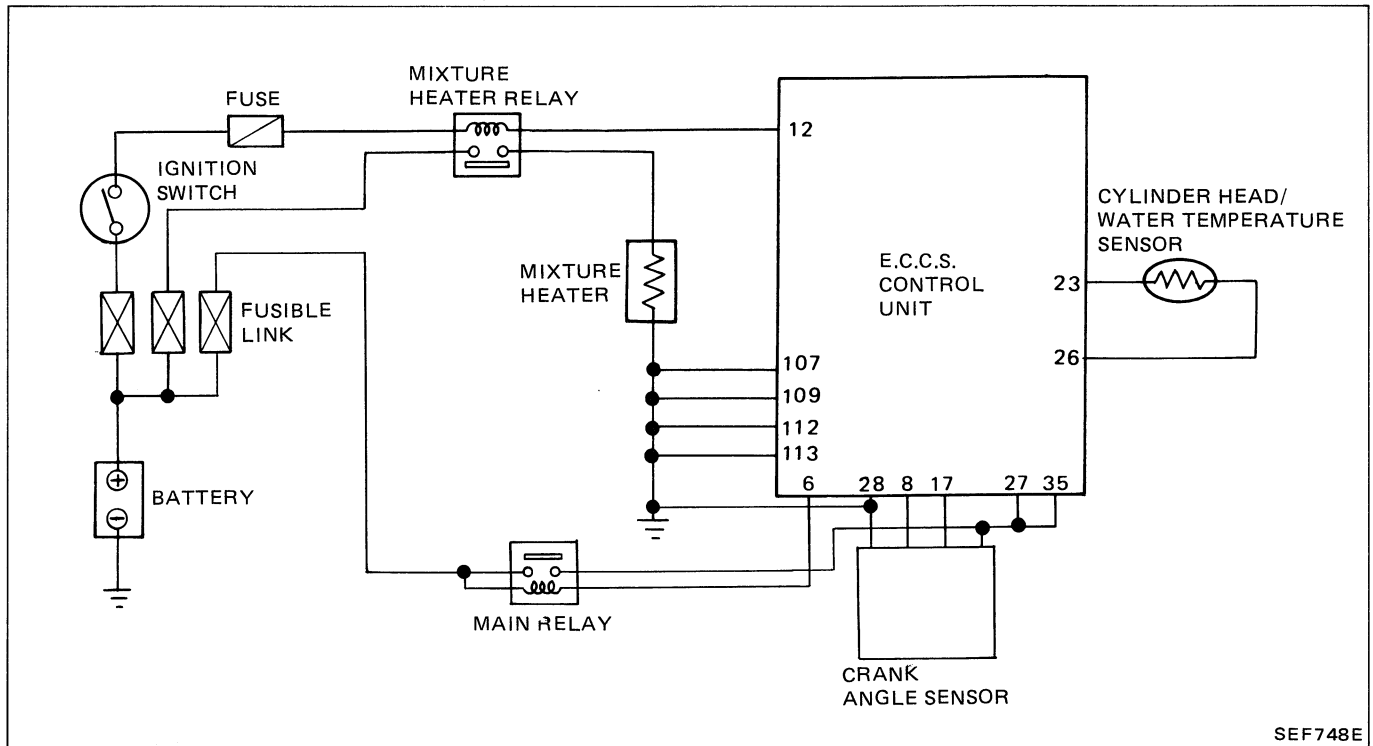 MIXTURE
HEATER RELAY
FUSE
12
IGNITION
SWITCH
CYLINDER HEAD/
WATER TEMPERATURE
SENSOR
E.C.C.S.
CONTROL
UNIT
MIXTURE
HEATER
23
FUSIBLE
LINK
26
107
109
112
113
6 28 8 17 27 35
+
BATTERY
−
MAIN RELAY
CRANK
ANGLE SENSOR
SEF748E